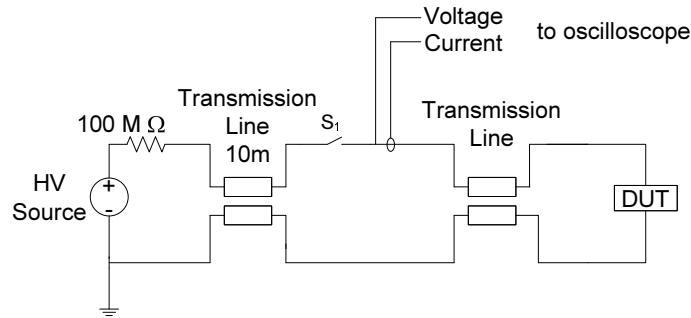 Voltage
Current
to oscilloscope
Transmission
Line
10m
100 M Ω
S₁
Transmission
Line
HV
Source
+
-
DUT